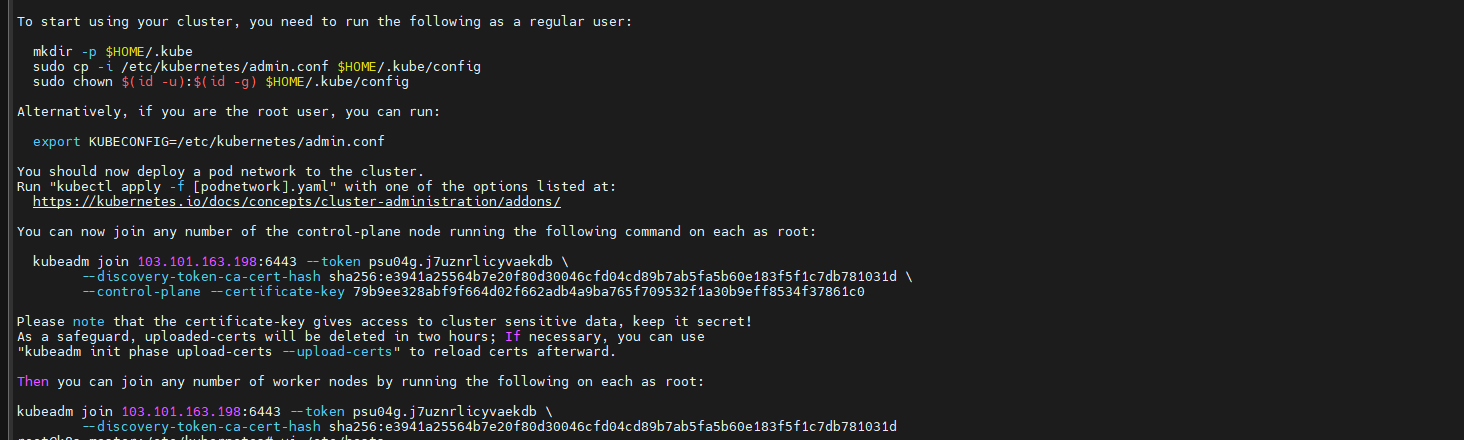 To start using your cluster, you need to run the following as a regular user:
mkdir -p $HOME/.kube
sudo cp -i /etc/kubernetes/admin.conf $HOME/.kube/config
sudo chown $(id -u):$(id -g) $HOME/.kube/config
Alternatively, if you are the root user, you can run:
export KUBECONFIG=/etc/kubernetes/admin.conf
You should now deploy a pod network to the cluster.
Run "kubectl apply -f [podnetwork].yaml" with one of the options listed at:
https://kubernetes.io/docs/concepts/cluster-administration/addons/
You can now join any number of the control-plane node running the following command on each as root:
kubeadm join 103.101.163.198:6443 --token psu04g.j7uznrlicyvaekdb \
--discovery-token-ca-cert-hash sha256:e3941a25564b7e20f80d30046cfd04cd89b7ab5fa5b60e183f5f1c7db781031d \
--control-plane --certificate-key 79b9ee328abf9f664d02f662adb4a9ba765f709532f1a30b9eff8534f37861c0
Please note that the certificate-key gives access to cluster sensitive data, keep it secret!
As a safeguard, uploaded-certs will be deleted in two hours; If necessary, you can use
"kubeadm init phase upload-certs --upload-certs" to reload certs afterward.
Then you can join any number of worker nodes by running the following on each as root:
kubeadm join 103.101.163.198:6443 --token psu04g.j7uznrlicyvaekdb \
--discovery-token-ca-cert-hash sha256:e3941a25564b7e20f80d30046cfd04cd89b7ab5fa5b60e183f5f1c7db781031d